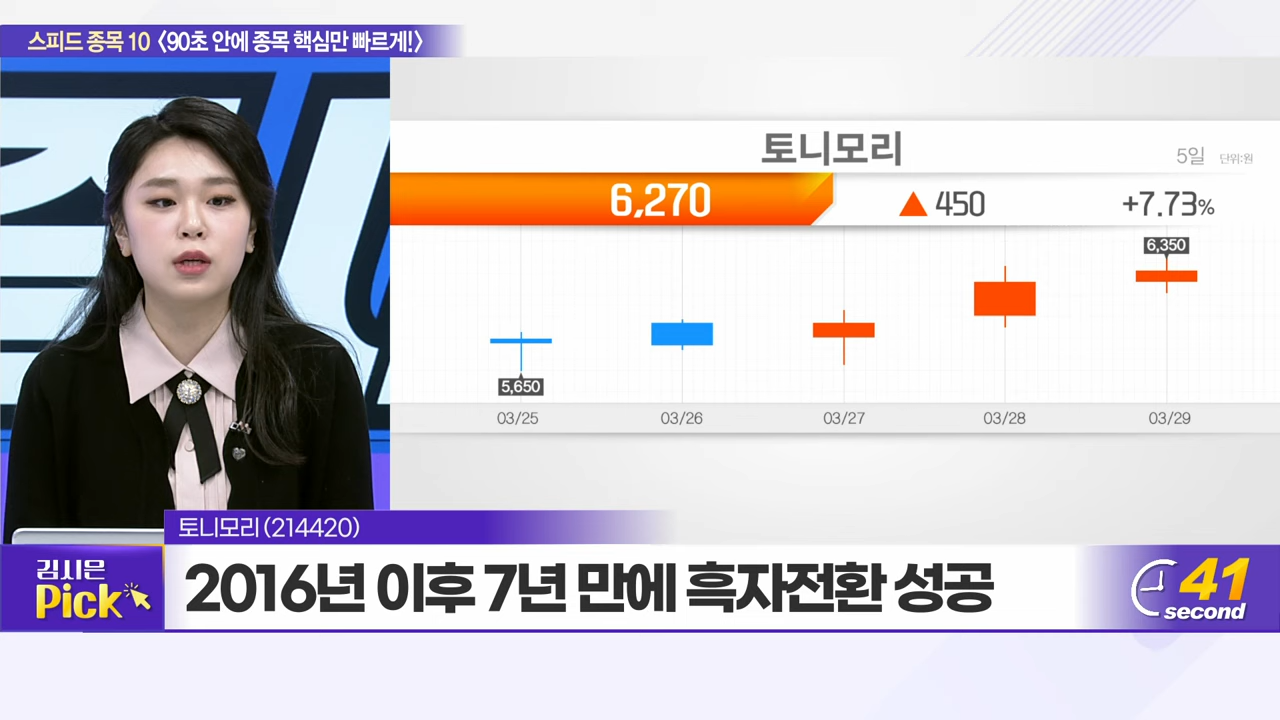 스피드 종목 10 〈90초 안에 종목 핵심만 빠르게!〉
토니모리
5일 단위:원
6,270 ▲ 450 +7.73%
6,350
5,650
03/25 03/26 03/27 03/28 03/29
토니모리(214420)
김시은
Pick
2016년 이후 7년 만에 흑자전환 성공
41
second